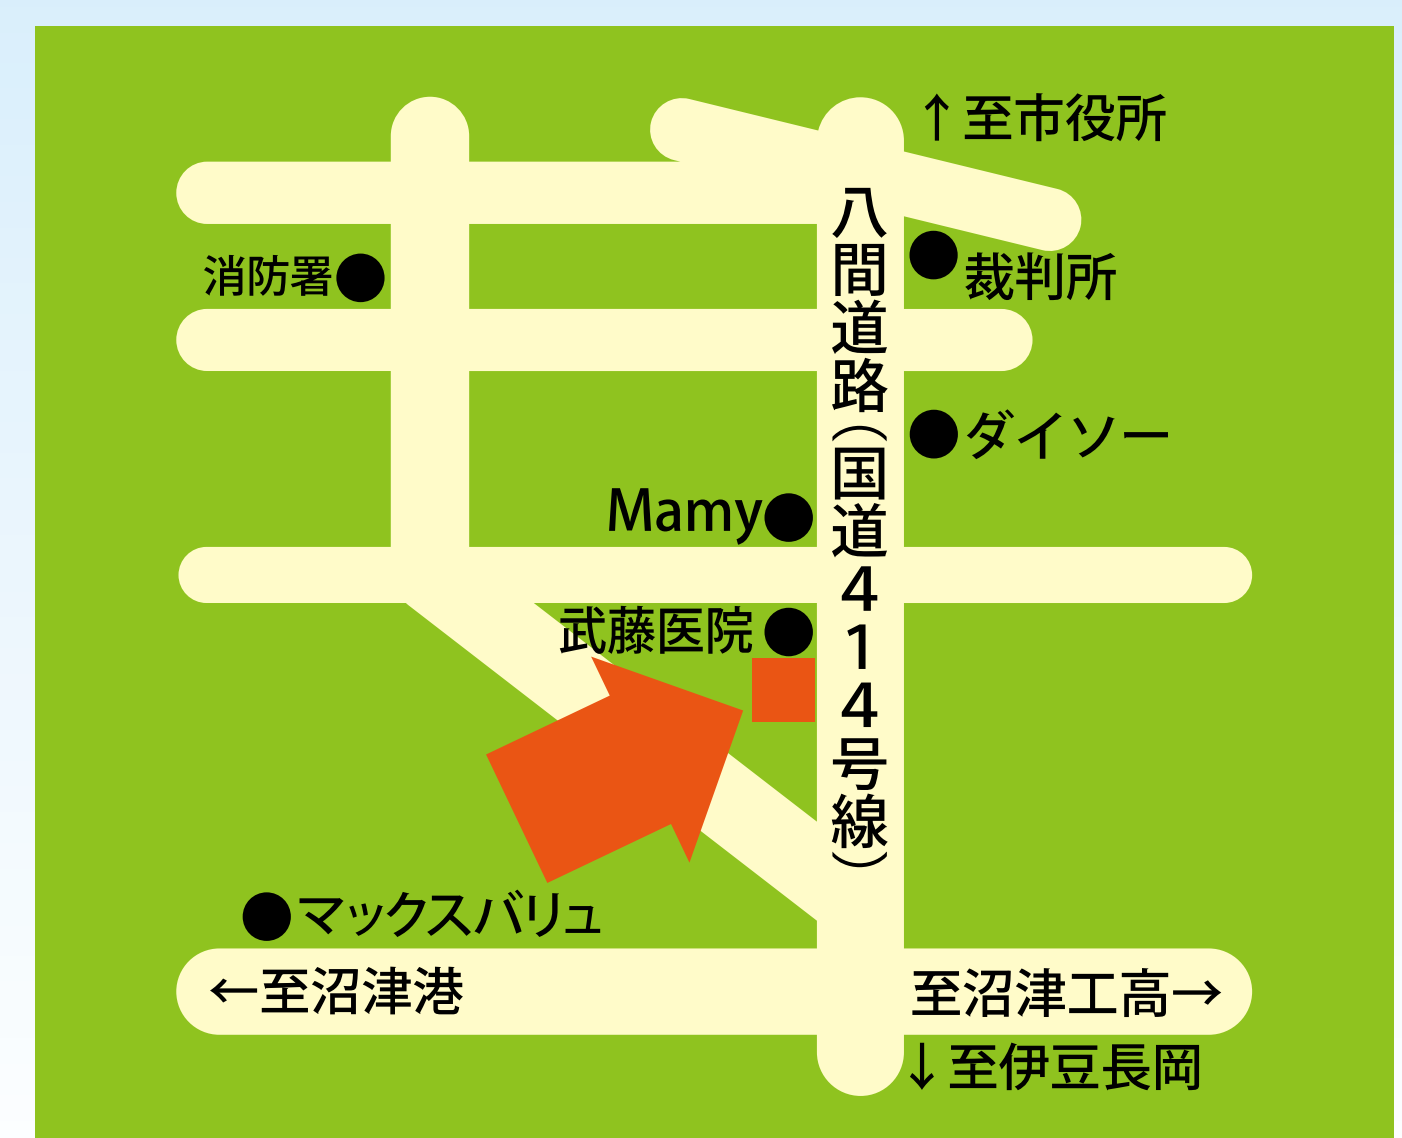 ↑至市役所
八間道路（国道414号線）
消防署
裁判所
ダイソー
Mamy
武藤医院
マックスバリュ
←至沼津港
至沼津工高→
↓至伊豆長岡